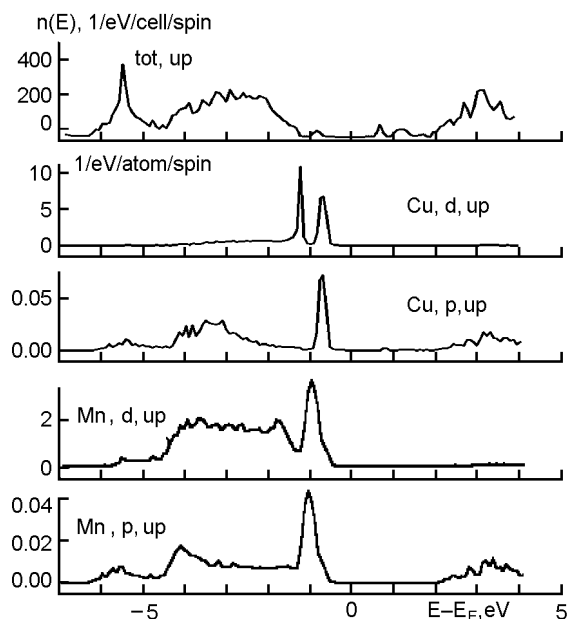 n(E), 1/eV/cell/spin
400
tot, up
200
0
1/eV/atom/spin
10
Cu, d, up
5
0
0.05
Cu, p, up
0.00
Mn, d, up
2
0
0.04
Mn, p, up
0.02
0.00
−5 0 E−E_F, eV 5